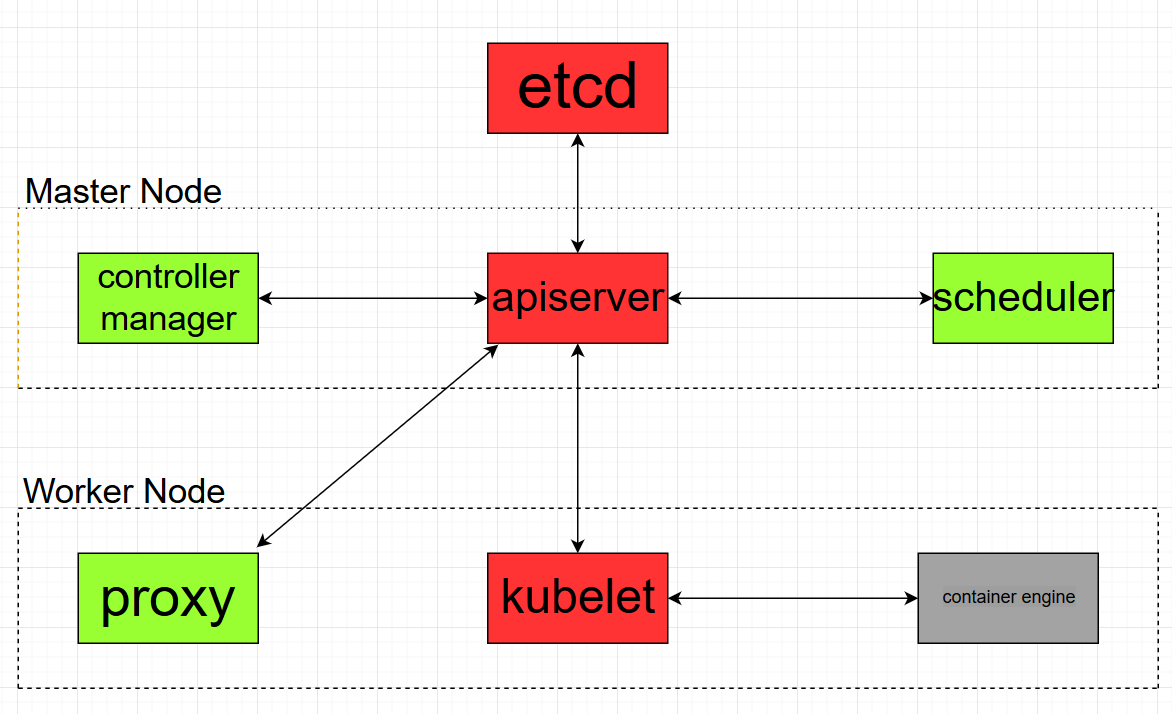 etcd
Master Node
controller
manager
apiserver
scheduler
Worker Node
proxy
kubelet
container engine